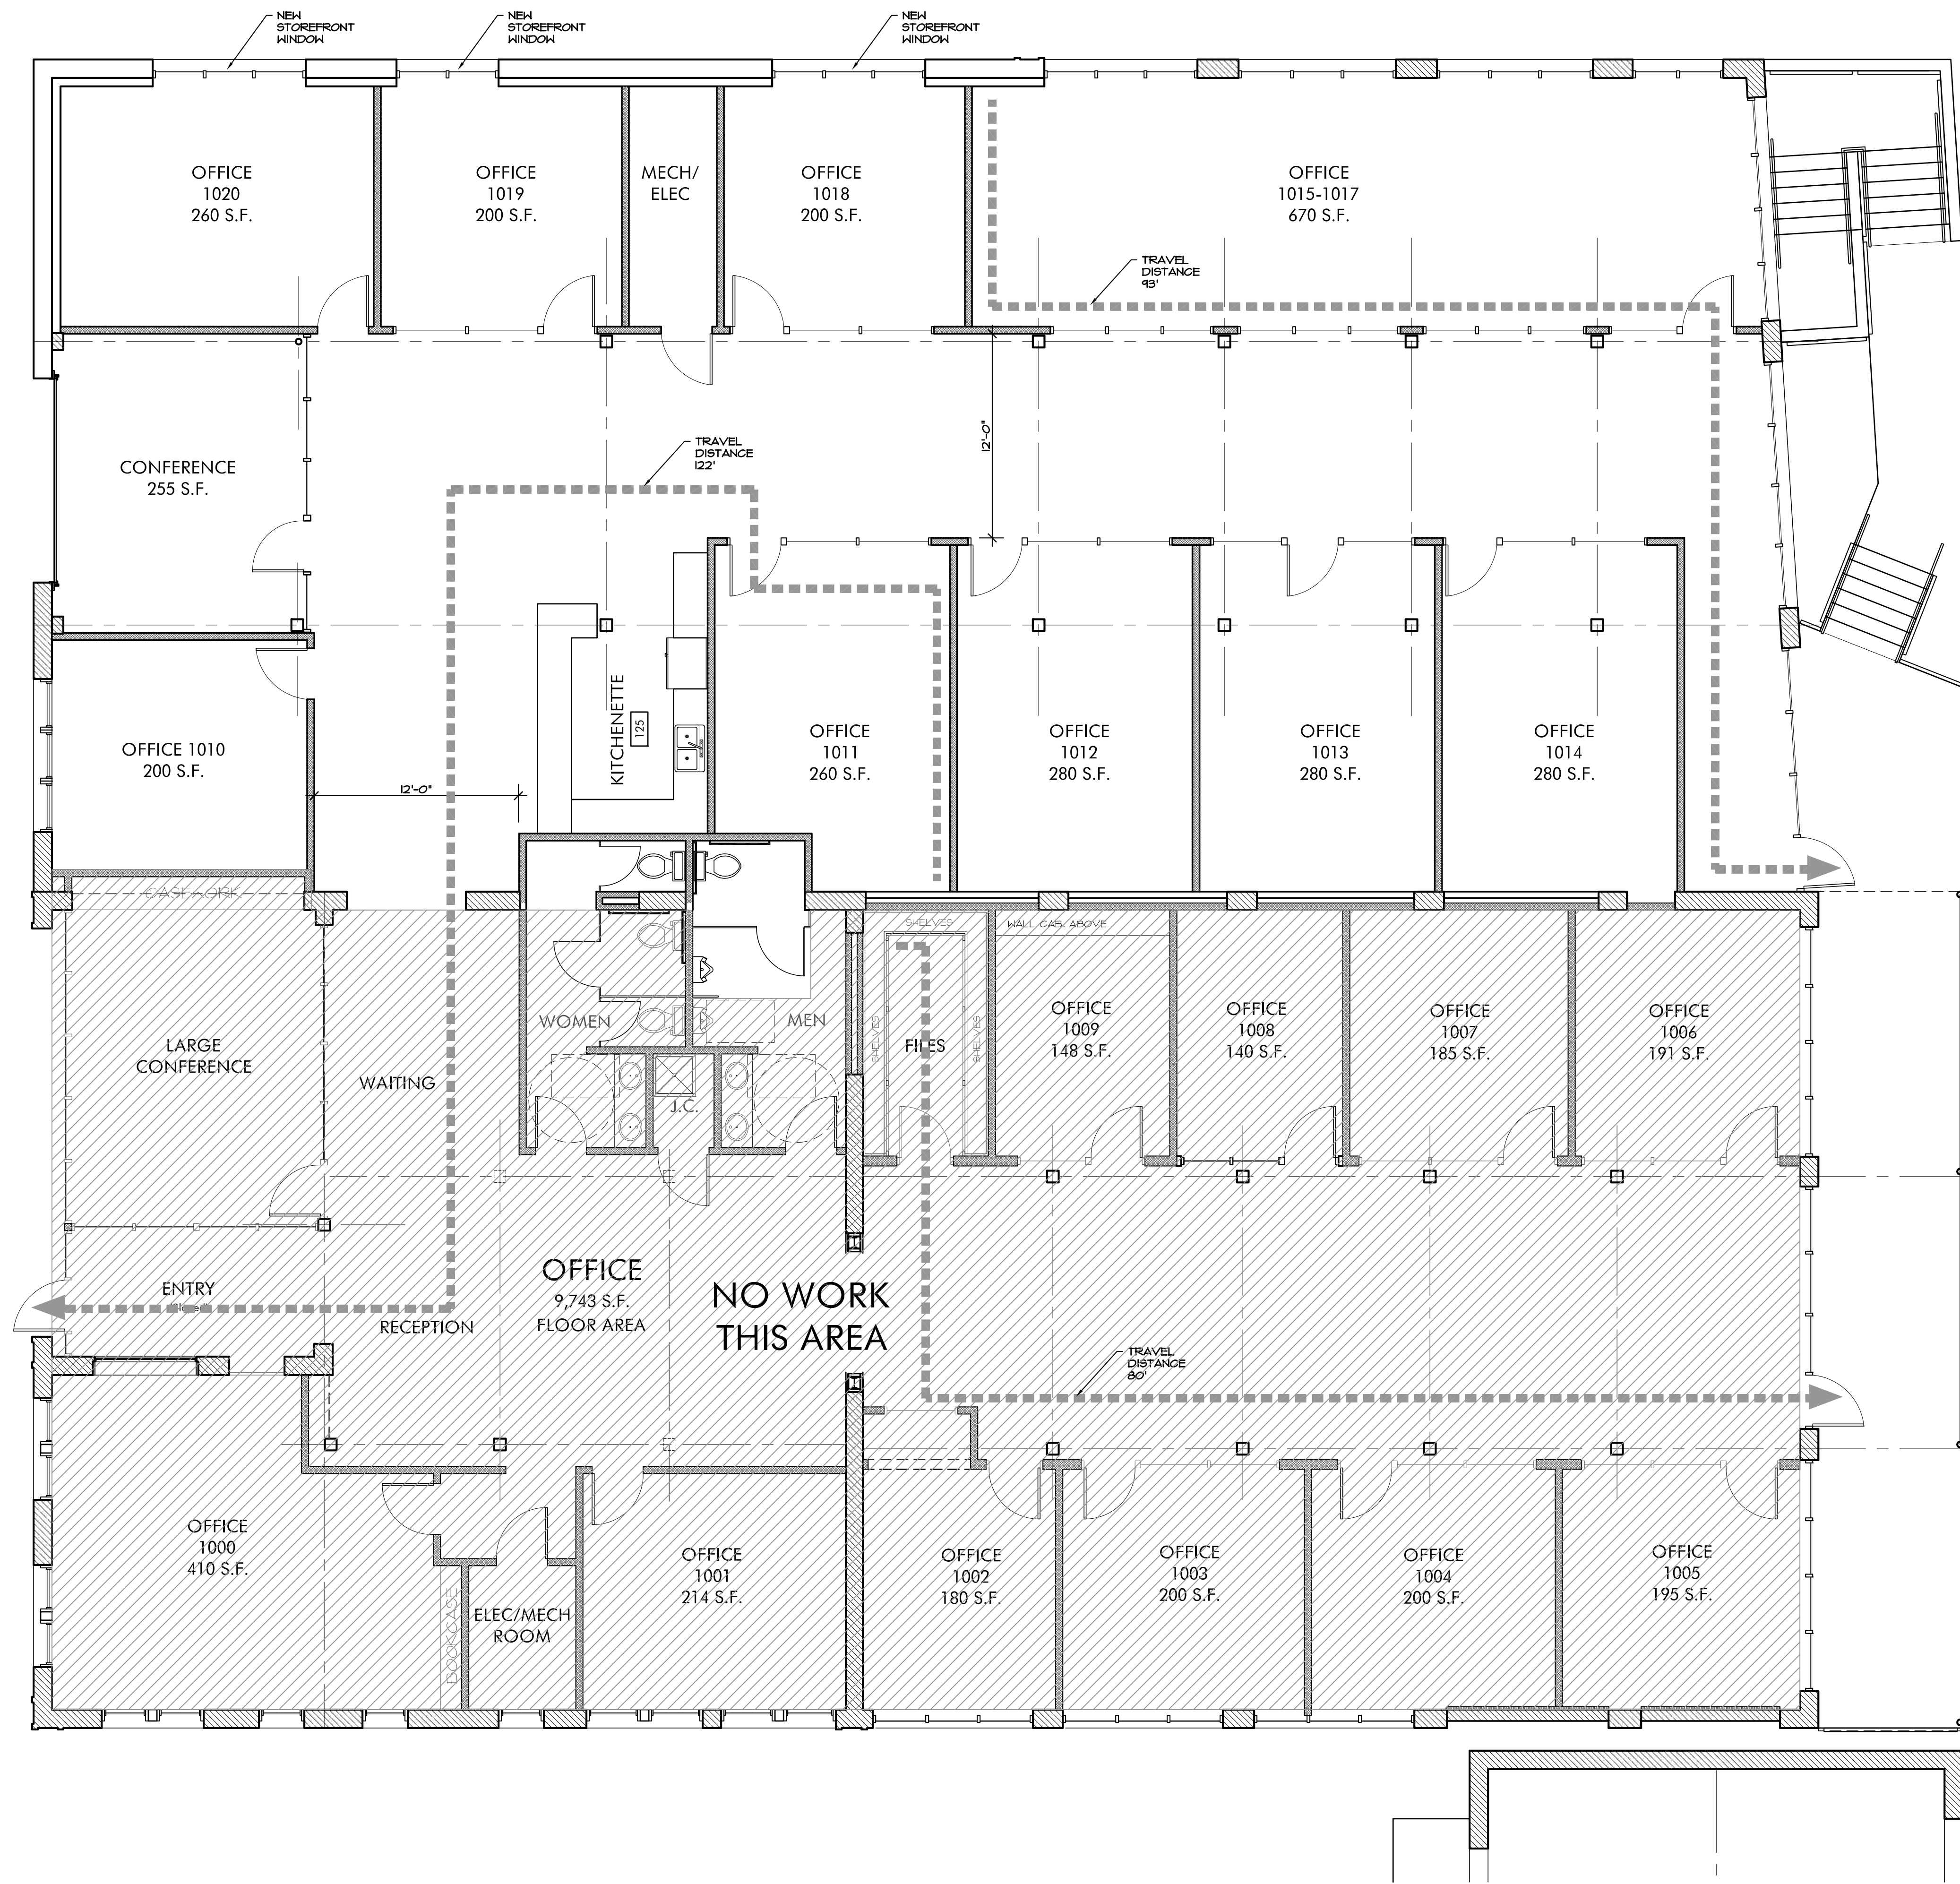 NEW
STOREFRONT
WINDOW
NEW
STOREFRONT
WINDOW
NEW
STOREFRONT
WINDOW
OFFICE
1020
260 S.F.
OFFICE
1019
200 S.F.
MECH/
ELEC
OFFICE
1018
200 S.F.
OFFICE
1015-1017
670 S.F.
TRAVEL
DISTANCE
93'
TRAVEL
DISTANCE
122'
12'-0"
CONFERENCE
255 S.F.
OFFICE 1010
200 S.F.
12'-0"
KITCHENETTE
125
OFFICE
1011
260 S.F.
OFFICE
1012
280 S.F.
OFFICE
1013
280 S.F.
OFFICE
1014
280 S.F.
CASEWORK
SHELVES
WALL CAB. ABOVE
LARGE
CONFERENCE
WAITING
WOMEN
MEN
J.C.
SHELVES
FILES
SHELVES
OFFICE
1009
148 S.F.
OFFICE
1008
140 S.F.
OFFICE
1007
185 S.F.
OFFICE
1006
191 S.F.
ENTRY
RECEPTION
OFFICE
9,743 S.F.
FLOOR AREA
NO WORK
THIS AREA
TRAVEL
DISTANCE
80'
OFFICE
1000
410 S.F.
BOOKCASE
ELEC/MECH
ROOM
OFFICE
1001
214 S.F.
OFFICE
1002
180 S.F.
OFFICE
1003
200 S.F.
OFFICE
1004
200 S.F.
OFFICE
1005
195 S.F.